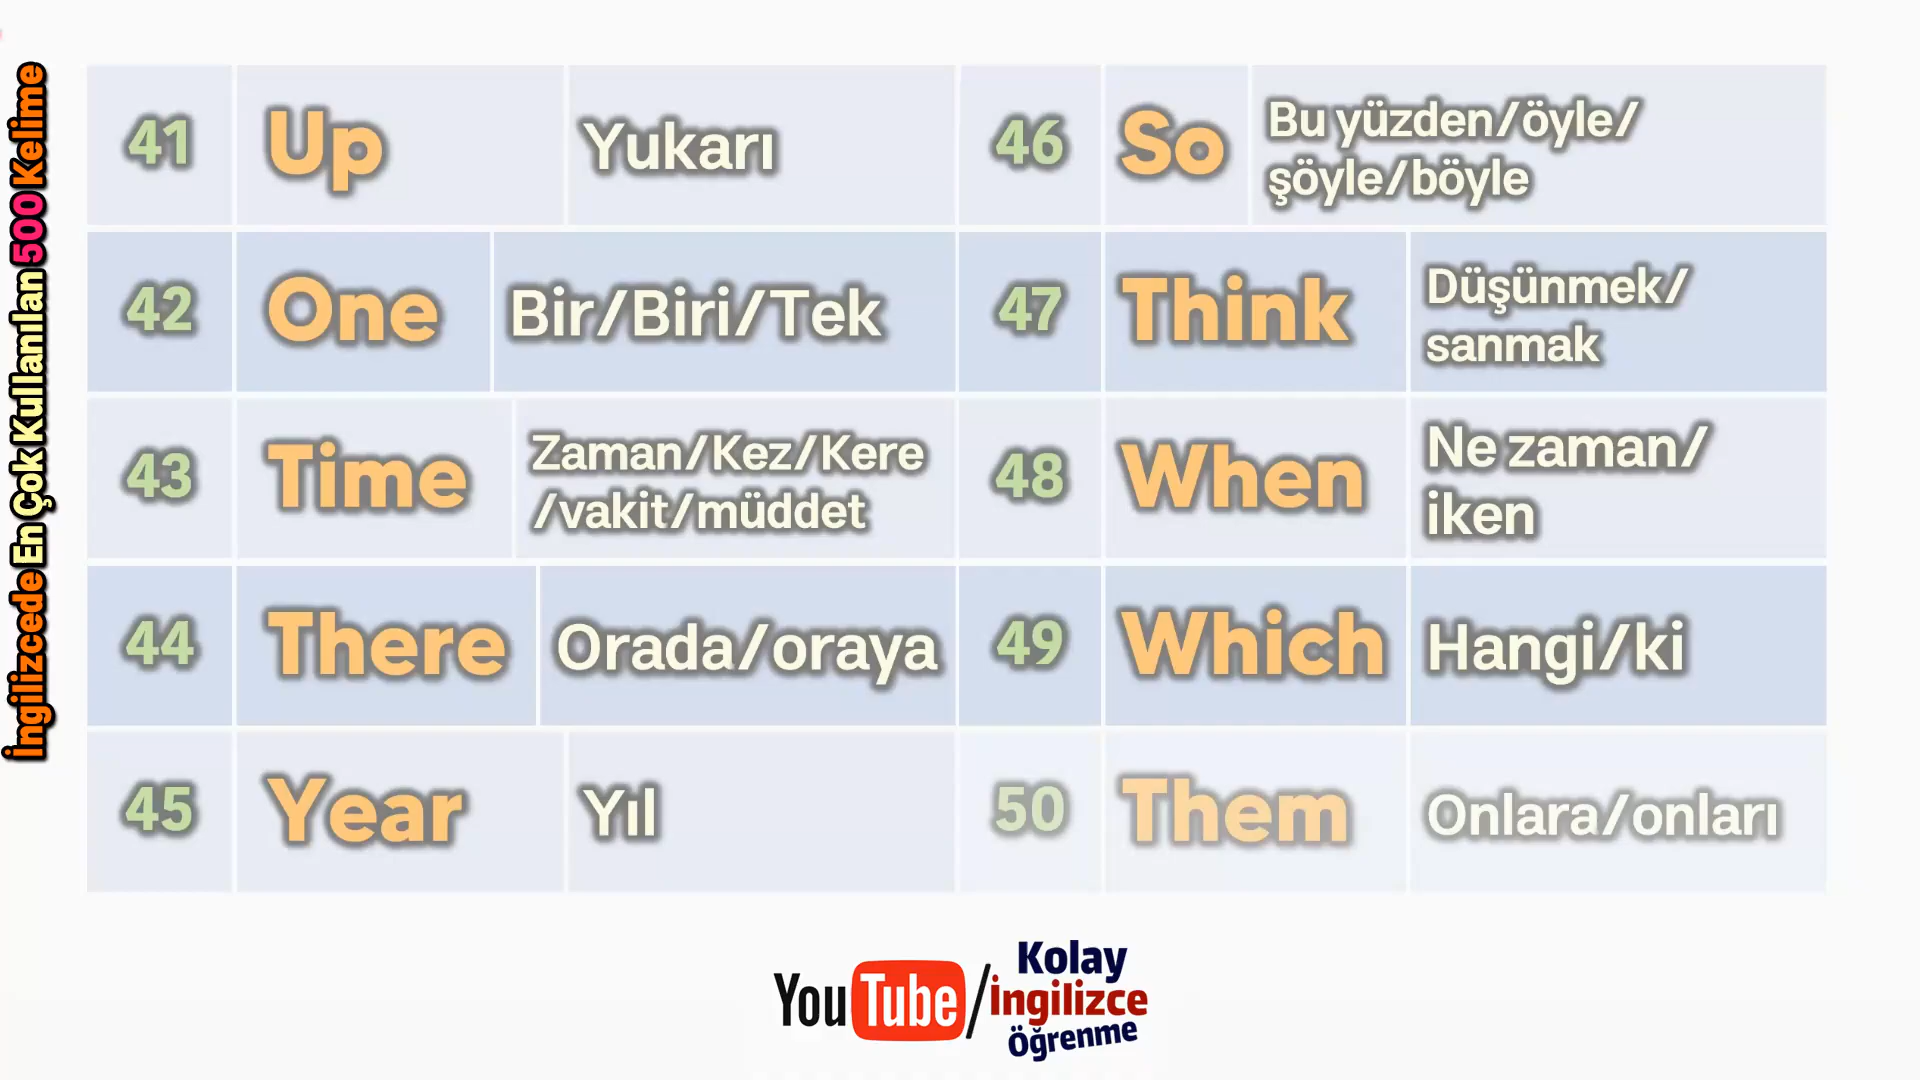 İngilizcede En Çok Kullanılan 500 Kelime
41 Up Yukarı
42 One Bir/Biri/Tek
43 Time Zaman/Kez/Kere
/vakit/müddet
44 There Orada/oraya
45 Year Yıl
46 So Bu yüzden/öyle/
şöyle/böyle
47 Think Düşünmek/
sanmak
48 When Ne zaman/
iken
49 Which Hangi/ki
50 Them Onlara/onları
YouTube/Kolay
İngilizce
Öğrenme